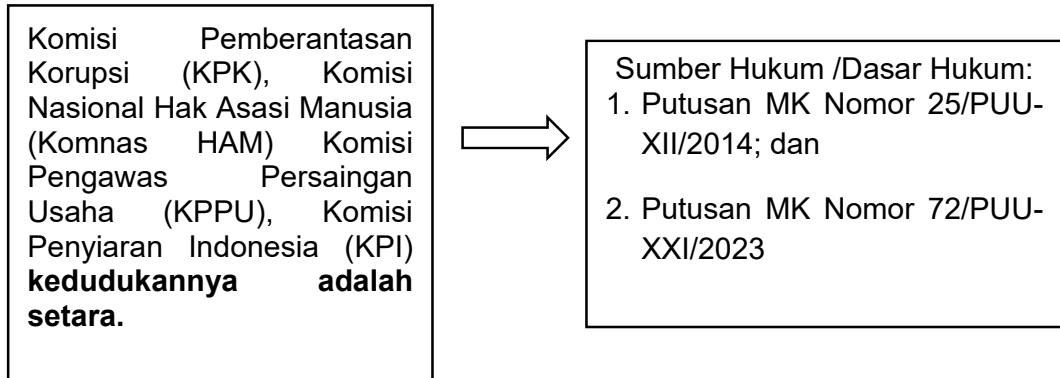 Komisi Pemberantasan
Korupsi (KPK), Komisi
Nasional Hak Asasi Manusia
(Komnas HAM) Komisi
Pengawas Persaingan
Usaha (KPPU), Komisi
Penyiaran Indonesia (KPI)
kedudukannya adalah
setara.
Sumber Hukum /Dasar Hukum:
1. Putusan MK Nomor 25/PUU-
XII/2014; dan
2. Putusan MK Nomor 72/PUU-
XXI/2023